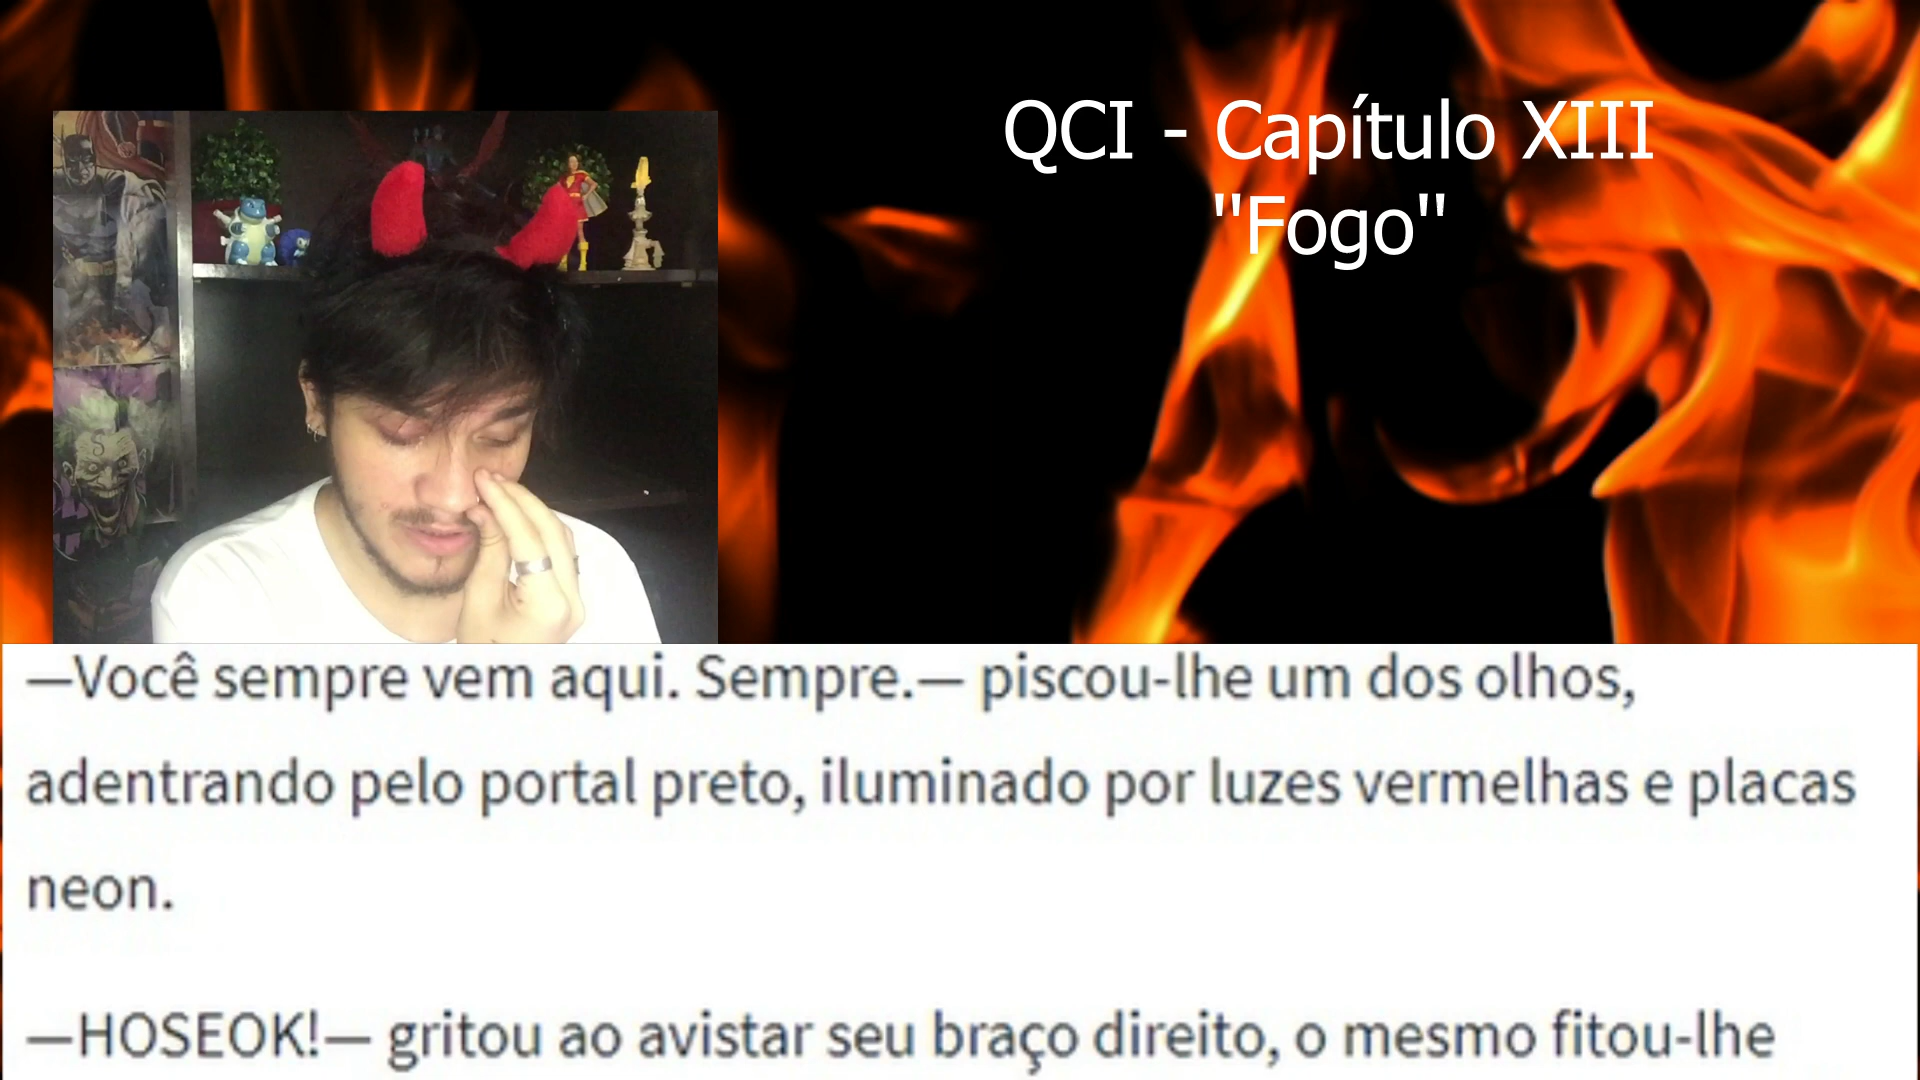 QCI - Capítulo XIII
"Fogo"
—Você sempre vem aqui. Sempre.— piscou-lhe um dos olhos,
adentrando pelo portal preto, iluminado por luzes vermelhas e placas
neon.
—HOSEOK!— gritou ao avistar seu braço direito, o mesmo fitou-lhe